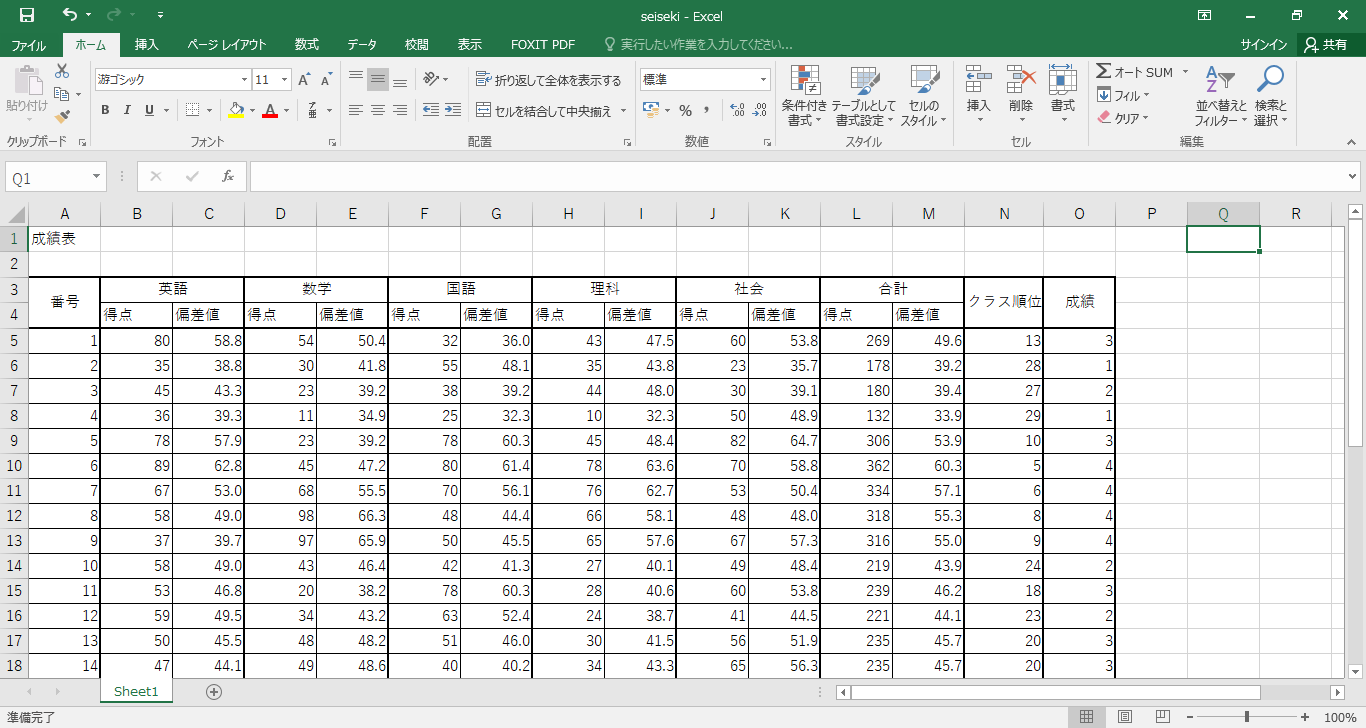 seiseki - Excel
ファイル ホーム 挿入 ページ レイアウト 数式 データ 校閲 表示 FOXIT PDF 実行したい作業を入力してください... サインイン 共有
貼り付け
クリップボード
游ゴシック 11 A A
B I U A 亜
フォント
折り返して全体を表示する
セルを結合して中央揃え
配置
標準
% , .0 .00 .00 .0
数値
条件付き書式 テーブルとして書式設定 セルのスタイル
スタイル
挿入 削除 書式
セル
Σ オート SUM
フィル
クリア
並べ替えとフィルター 検索と選択
編集
Q1 fx
A B C D E F G H I J K L M N O P Q R
1 成績表
2
3 番号 英語 数学 国語 理科 社会 合計 クラス順位 成績
4 得点 偏差値 得点 偏差値 得点 偏差値 得点 偏差値 得点 偏差値 得点 偏差値
5 1 80 58.8 54 50.4 32 36.0 43 47.5 60 53.8 269 49.6 13 3
6 2 35 38.8 30 41.8 55 48.1 35 43.8 23 35.7 178 39.2 28 1
7 3 45 43.3 23 39.2 38 39.2 44 48.0 30 39.1 180 39.4 27 2
8 4 36 39.3 11 34.9 25 32.3 10 32.3 50 48.9 132 33.9 29 1
9 5 78 57.9 23 39.2 78 60.3 45 48.4 82 64.7 306 53.9 10 3
10 6 89 62.8 45 47.2 80 61.4 78 63.6 70 58.8 362 60.3 5 4
11 7 67 53.0 68 55.5 70 56.1 76 62.7 53 50.4 334 57.1 6 4
12 8 58 49.0 98 66.3 48 44.4 66 58.1 48 48.0 318 55.3 8 4
13 9 37 39.7 97 65.9 50 45.5 65 57.6 67 57.3 316 55.0 9 4
14 10 58 49.0 43 46.4 42 41.3 27 40.1 49 48.4 219 43.9 24 2
15 11 53 46.8 20 38.2 78 60.3 28 40.6 60 53.8 239 46.2 18 3
16 12 59 49.5 34 43.2 63 52.4 24 38.7 41 44.5 221 44.1 23 2
17 13 50 45.5 48 48.2 51 46.0 30 41.5 56 51.9 235 45.7 20 3
18 14 47 44.1 49 48.6 40 40.2 34 43.3 65 56.3 235 45.7 20 3
Sheet1
準備完了 100%